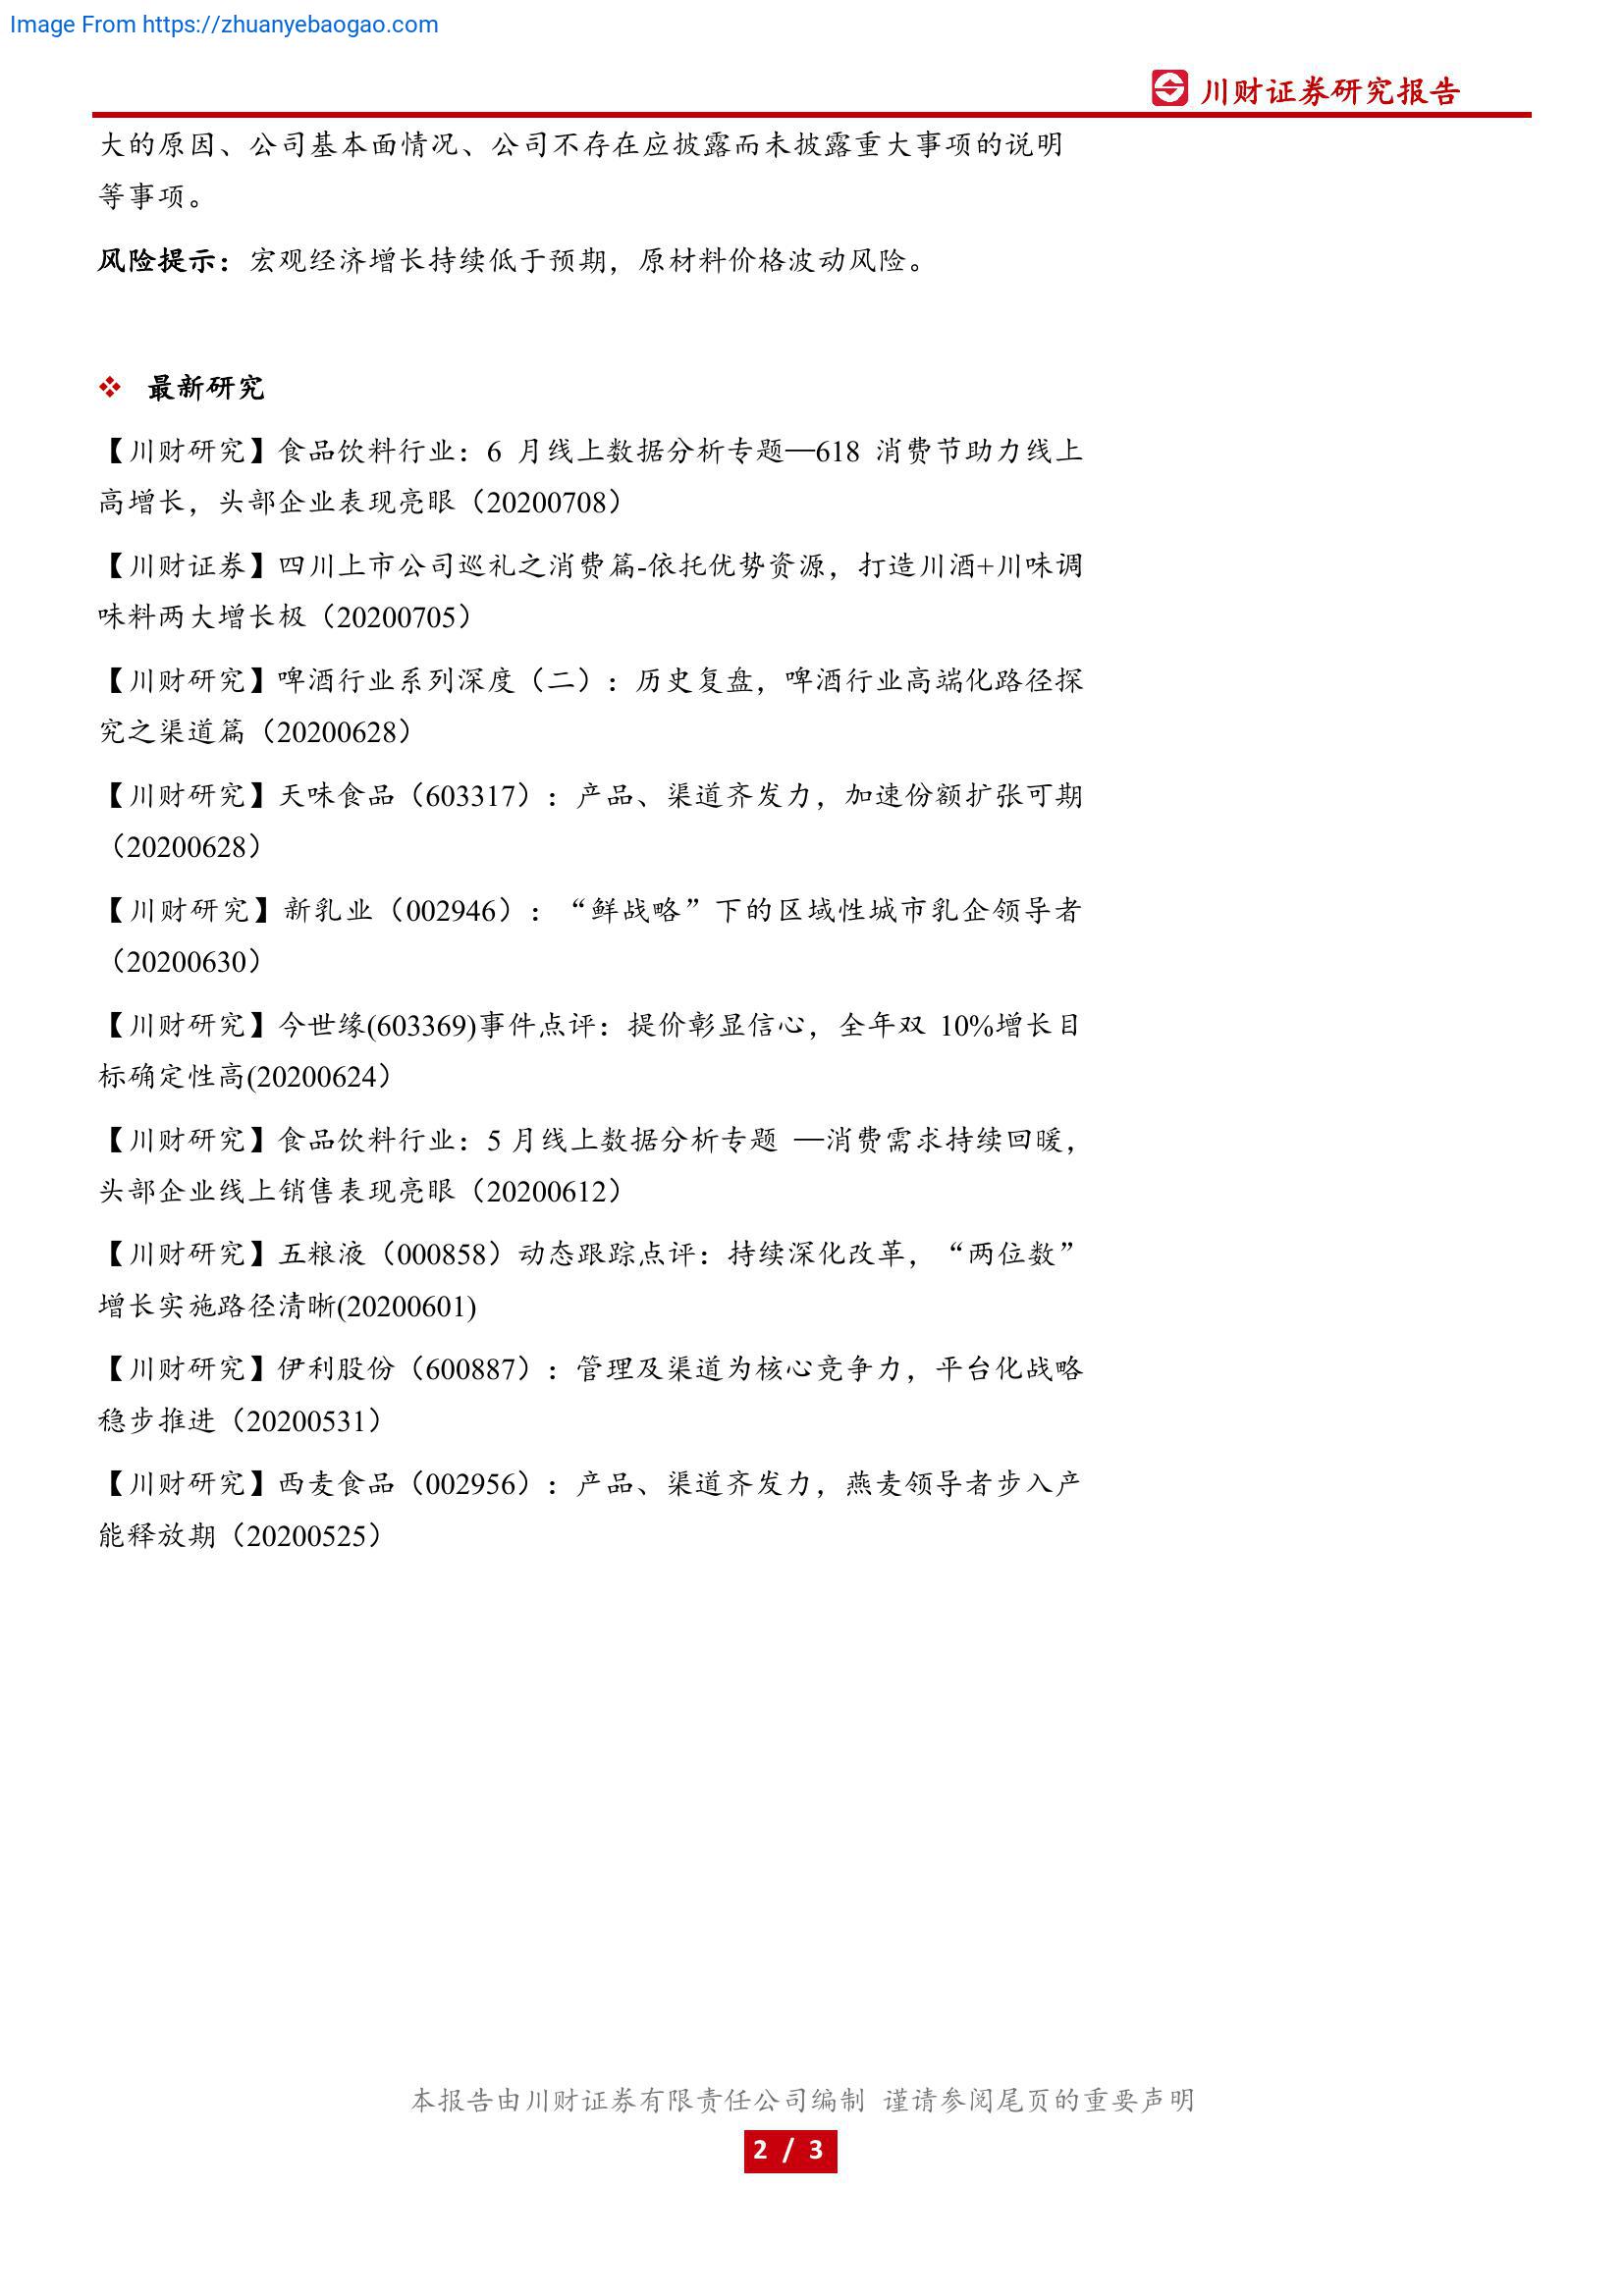 Image From https://zhuanyebaogao.com
川财证券研究报告
大的原因、公司基本面情况、公司不存在应披露而未披露重大事项的说明
等事项。
风险提示：宏观经济增长持续低于预期，原材料价格波动风险。
最新研究
【川财研究】食品饮料行业：6 月线上数据分析专题—618 消费节助力线上
高增长，头部企业表现亮眼（20200708）
【川财证券】四川上市公司巡礼之消费篇-依托优势资源，打造川酒+川味调
味料两大增长极（20200705）
【川财研究】啤酒行业系列深度（二）：历史复盘，啤酒行业高端化路径探
究之渠道篇（20200628）
【川财研究】天味食品（603317）：产品、渠道齐发力，加速份额扩张可期
（20200628）
【川财研究】新乳业（002946）：“鲜战略”下的区域性城市乳企领导者
（20200630）
【川财研究】今世缘(603369)事件点评：提价彰显信心，全年双 10%增长目
标确定性高(20200624）
【川财研究】食品饮料行业：5 月线上数据分析专题 —消费需求持续回暖，
头部企业线上销售表现亮眼（20200612）
【川财研究】五粮液（000858）动态跟踪点评：持续深化改革，“两位数”
增长实施路径清晰(20200601)
【川财研究】伊利股份（600887）：管理及渠道为核心竞争力，平台化战略
稳步推进（20200531）
【川财研究】西麦食品（002956）：产品、渠道齐发力，燕麦领导者步入产
能释放期（20200525）
本报告由川财证券有限责任公司编制 谨请参阅尾页的重要声明
2 / 3